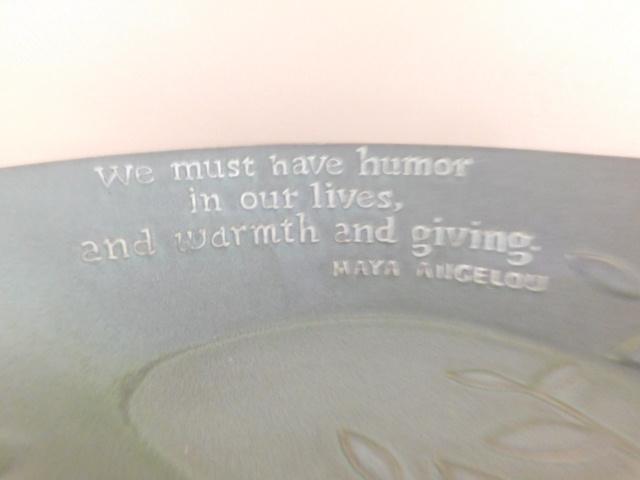 We must have humor
in our lives,
and warmth and giving.
MAYA ANGELOU